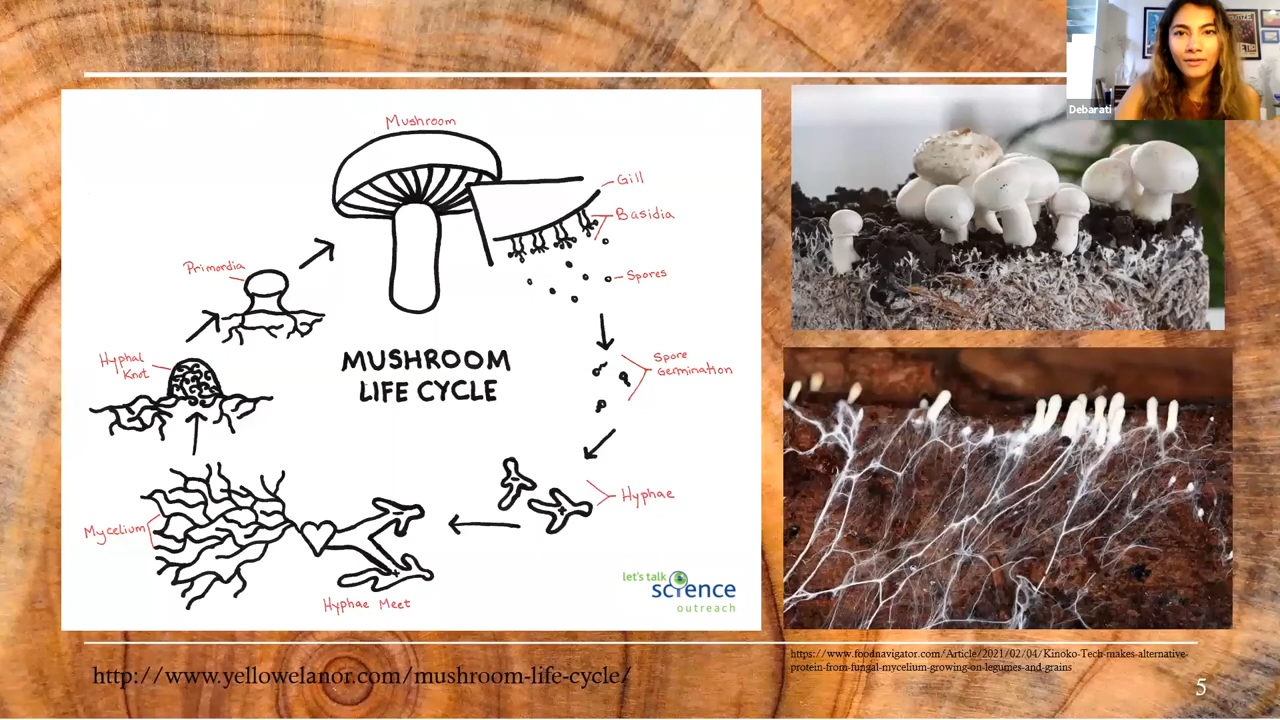 Debarati
Mushroom
Gill
Basidia
Spores
Primordia
Hyphal
Knot
MUSHROOM
LIFE CYCLE
Spore
Germination
Hyphae
Mycelium
Hyphae Meet
let's talk
science
outreach
http://www.yellowelanor.com/mushroom-life-cycle/
https://www.foodnavigator.com/Article/2021/02/04/Kinoko-Tech-makes-alternative-
protein-from-fungal-mycelium-growing-on-legumes-and-grains
5